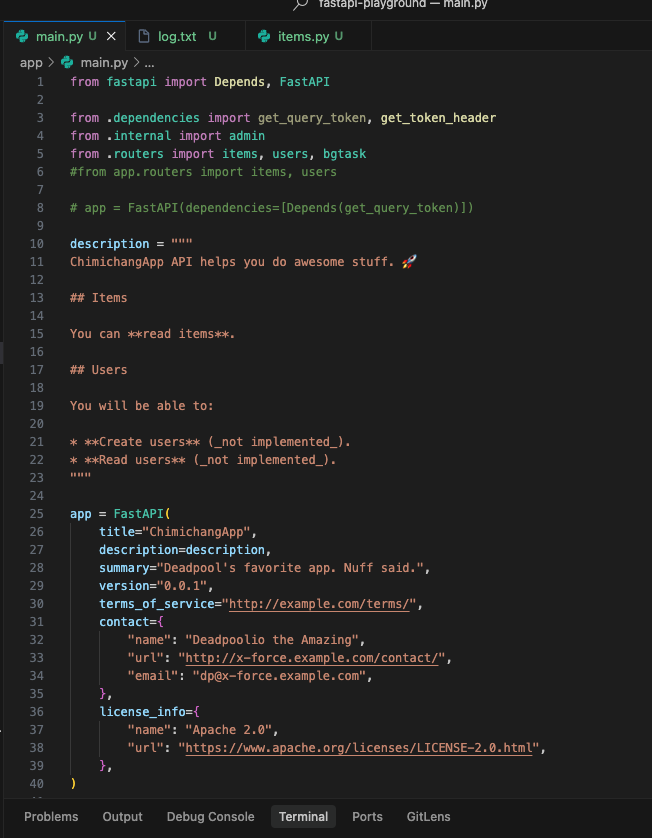 fastapi-playground — main.py
main.py U
log.txt U
items.py U
app > main.py > ...
1 from fastapi import Depends, FastAPI
2
3 from .dependencies import get_query_token, get_token_header
4 from .internal import admin
5 from .routers import items, users, bgtask
6 #from app.routers import items, users
7
8 # app = FastAPI(dependencies=[Depends(get_query_token)])
9
10 description = """
11 ChimichangApp API helps you do awesome stuff. 🚀
12
13 ## Items
14
15 You can **read items**.
16
17 ## Users
18
19 You will be able to:
20
21 * **Create users** (_not implemented_).
22 * **Read users** (_not implemented_).
23 """
24
25 app = FastAPI(
26     title="ChimichangApp",
27     description=description,
28     summary="Deadpool's favorite app. Nuff said.",
29     version="0.0.1",
30     terms_of_service="http://example.com/terms/",
31     contact={
32         "name": "Deadpoolio the Amazing",
33         "url": "http://x-force.example.com/contact/",
34         "email": "dp@x-force.example.com",
35     },
36     license_info={
37         "name": "Apache 2.0",
38         "url": "https://www.apache.org/licenses/LICENSE-2.0.html",
39     },
40 )
Problems Output Debug Console Terminal Ports GitLens